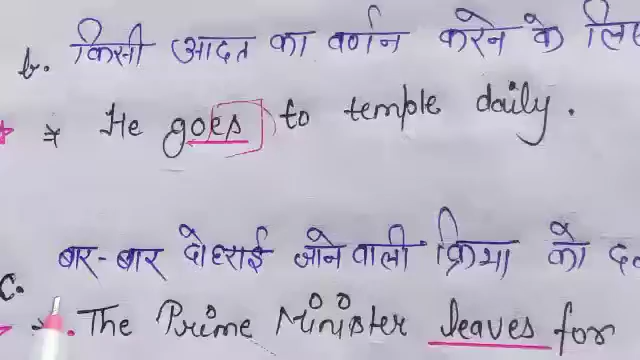 b. किसी आदत का वर्णन करने के
* He goes to temple daily.
c. बार-बार दोहराई जाने वाली क्रिया को
The Prime Minister leaves for